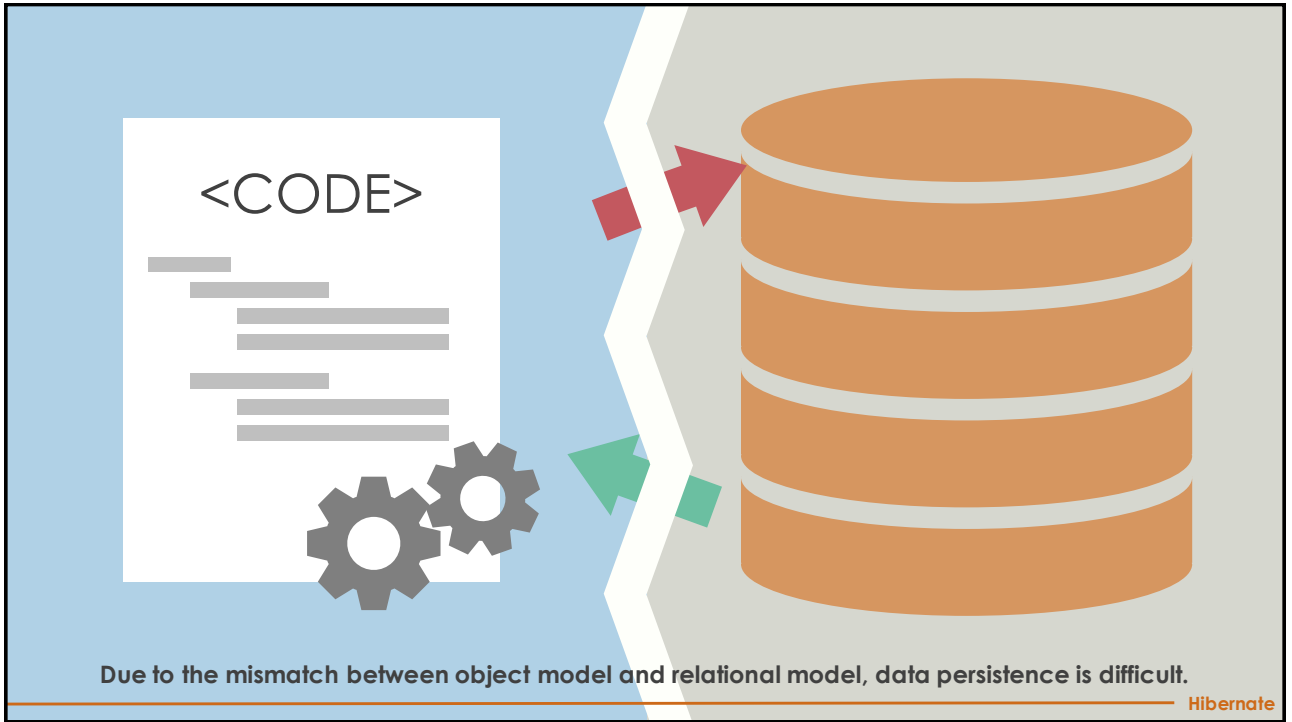 <CODE>
Due to the mismatch between object model and relational model, data persistence is difficult.
Hibernate